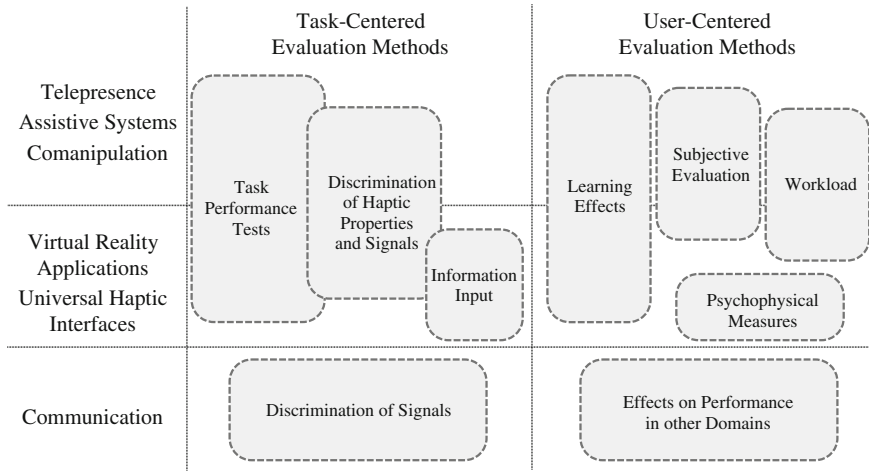 Task-Centered
Evaluation Methods
User-Centered
Evaluation Methods
Telepresence
Assistive Systems
Comanipulation
Task
Performance
Tests
Discrimination
of Haptic
Properties
and Signals
Learning
Effects
Subjective
Evaluation
Workload
Virtual Reality
Applications
Universal Haptic
Interfaces
Information
Input
Psychophysical
Measures
Communication
Discrimination of Signals
Effects on Performance
in other Domains